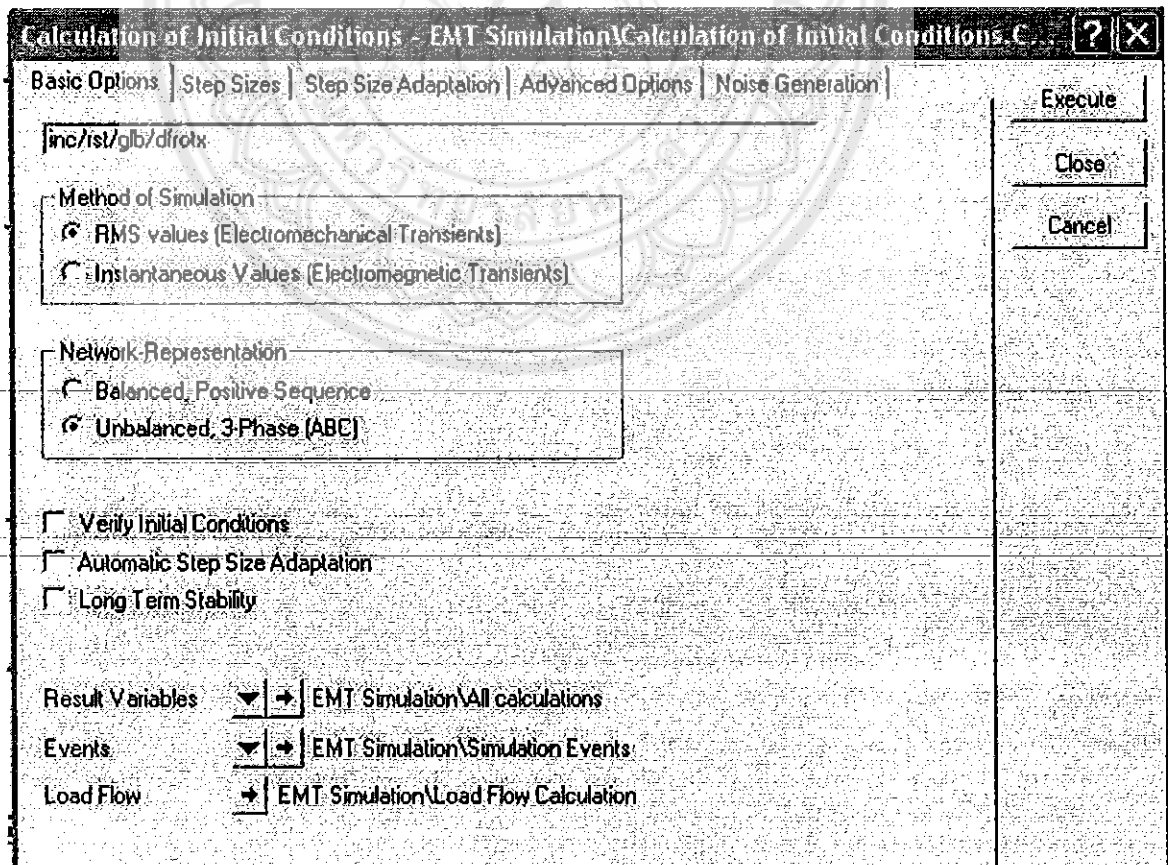 Calculation of Initial Conditions - EMT Simulation\Calculation of Initial Conditions.C...
Basic Options Step Sizes Step Size Adaptation Advanced Options Noise Generation
Execute
inc/rst/glb/dfrotx
Close
Method of Simulation
Cancel
RMS values (Electromechanical Transients)
Instantaneous Values (Electromagnetic Transients)
Network-Representation
Balanced, Positive Sequence
Unbalanced, 3-Phase (ABC)
Verify Initial Conditions
Automatic Step Size Adaptation
Long Term Stability
Result Variables EMT Simulation\All calculations
Events EMT Simulation\Simulation Events
Load Flow EMT Simulation\Load Flow Calculation